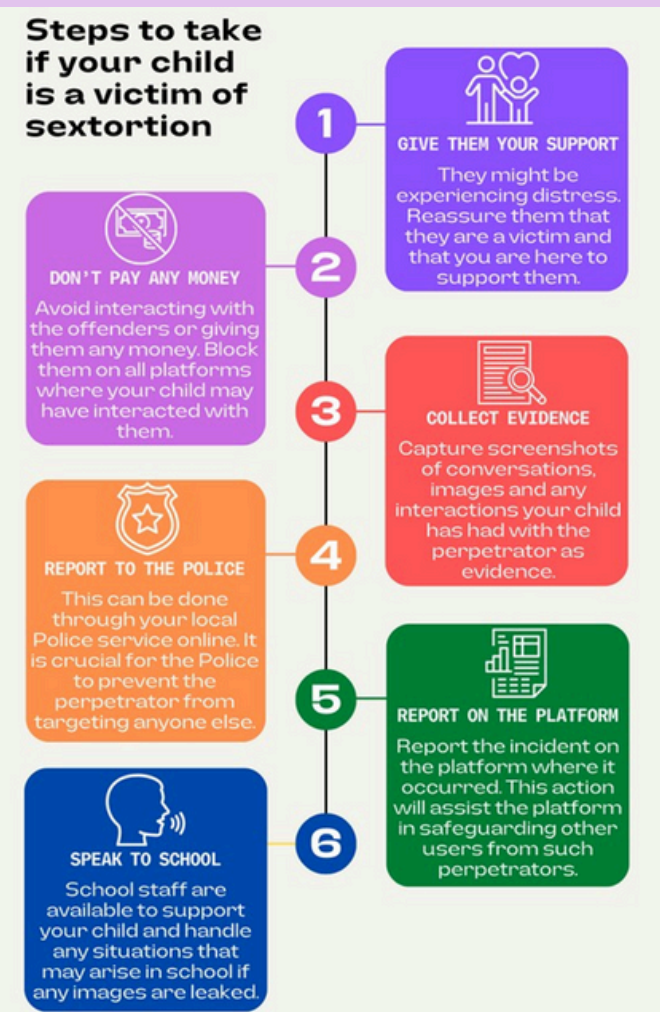 Steps to take
if your child
is a victim of
sextortion
1
GIVE THEM YOUR SUPPORT
They might be
experiencing distress.
Reassure them that
they are a victim and
that you are here to
support them.
2
DON'T PAY ANY MONEY
Avoid interacting with
the offenders or giving
them any money. Block
them on all platforms
where your child may
have interacted with
them.
3
COLLECT EVIDENCE
Capture screenshots
of conversations,
images and any
interactions your child
has had with the
perpetrator as
evidence.
4
REPORT TO THE POLICE
This can be done
through your local
Police service online. It
is crucial for the Police
to prevent the
perpetrator from
targeting anyone else.
5
REPORT ON THE PLATFORM
Report the incident on
the platform where it
occurred. This action
will assist the platform
in safeguarding other
users from such
perpetrators.
6
SPEAK TO SCHOOL
School staff are
available to support
your child and handle
any situations that
may arise in school if
any images are leaked.